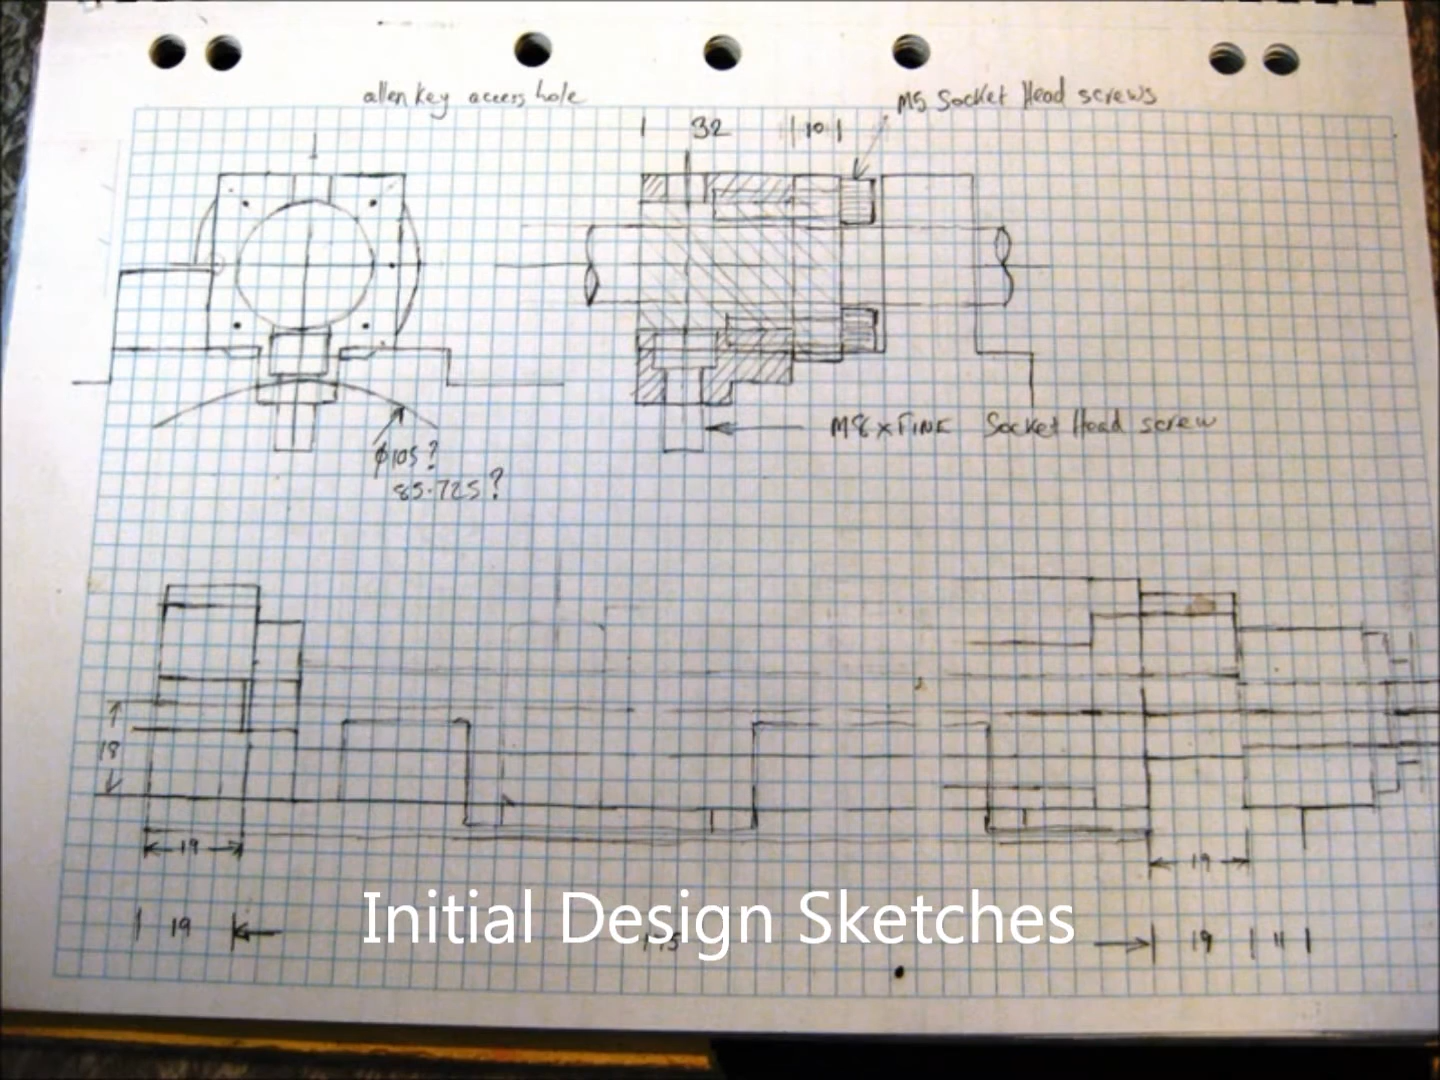 allen key access hole
M5 Socket Head screws
32
10
M8 x FINE Socket Head screw
ϕ105?
85.725?
18
19
19
Initial Design Sketches
19
19
11